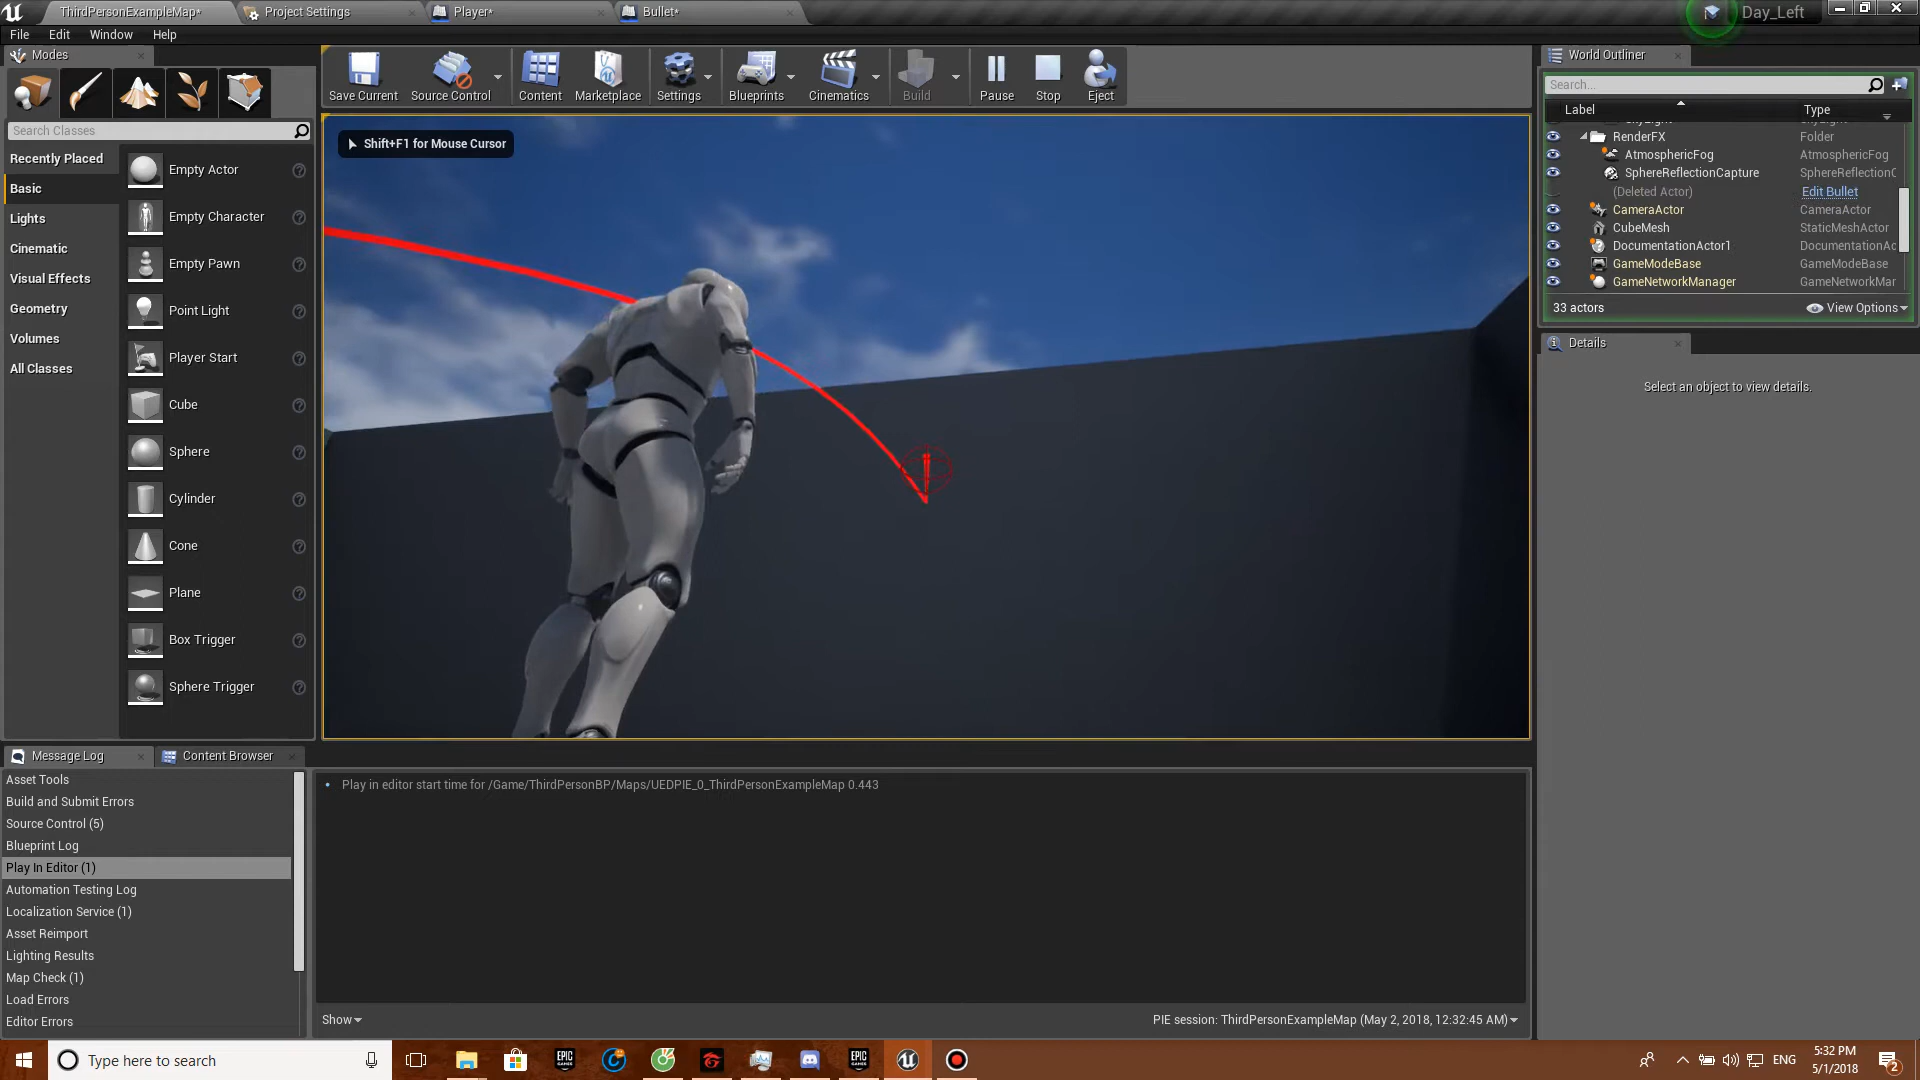 ThirdPersonExampleMap*
Project Settings
Player*
Bullet*
Day_Left
File Edit Window Help
Modes
Save Current
Source Control
Content
Marketplace
Settings
Blueprints
Cinematics
Build
Pause
Stop
Eject
World Outliner
Search...
Label Type
RenderFX Folder
AtmosphericFog AtmosphericFog
SphereReflectionCapture SphereReflectionC
(Deleted Actor) Edit Bullet
CameraActor CameraActor
CubeMesh StaticMeshActor
DocumentationActor1 DocumentationAc
GameModeBase GameModeBase
GameNetworkManager GameNetworkMar
33 actors
View Options
Details
Select an object to view details.
Search Classes
Recently Placed
Basic
Lights
Cinematic
Visual Effects
Geometry
Volumes
All Classes
Empty Actor
Empty Character
Empty Pawn
Point Light
Player Start
Cube
Sphere
Cylinder
Cone
Plane
Box Trigger
Sphere Trigger
Shift+F1 for Mouse Cursor
Message Log
Content Browser
Asset Tools
Build and Submit Errors
Source Control (5)
Blueprint Log
Play In Editor (1)
Automation Testing Log
Localization Service (1)
Asset Reimport
Lighting Results
Map Check (1)
Load Errors
Editor Errors
Play in editor start time for /Game/ThirdPersonBP/Maps/UEDPIE_0_ThirdPersonExampleMap 0.443
Show
PIE session: ThirdPersonExampleMap (May 2, 2018, 12:32:45 AM)
Type here to search
EPIC GAMES
EPIC GAMES
ENG
5:32 PM
5/1/2018
2